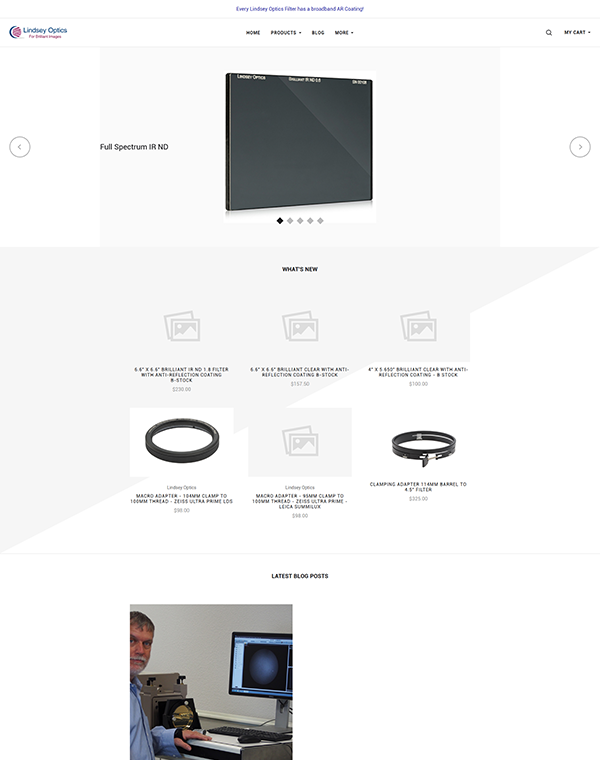 Every Lindsey Optics Filter has a broadband AR Coating!
Lindsey Optics
For Brilliant Images
HOME PRODUCTS BLOG MORE
MY CART
LINDSEY OPTICS BRILLIANT IR ND 0.6
Full Spectrum IR ND
WHAT'S NEW
6.6" X 6.6" BRILLIANT IR ND 1.8 FILTER
WITH ANTI-REFLECTION COATING
B-STOCK
$230.00
6.6" X 6.6" BRILLIANT CLEAR WITH ANTI-
REFLECTION COATING B-STOCK
$157.50
4" X 5.650" BRILLIANT CLEAR WITH ANTI-
REFLECTION COATING - B STOCK
$100.00
Lindsey Optics
MACRO ADAPTER - 104MM CLAMP TO
100MM THREAD - ZEISS ULTRA PRIME LDS
$98.00
Lindsey Optics
MACRO ADAPTER - 95MM CLAMP TO
100MM THREAD - ZEISS ULTRA PRIME -
LEICA SUMMILUX
$98.00
CLAMPING ADAPTER 114MM BARREL TO
4.5" FILTER
$325.00
LATEST BLOG POSTS